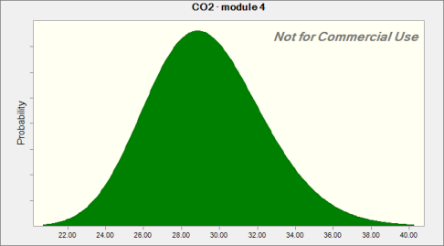 CO2 - module 4
Not for Commercial Use
Probability
22.00 24.00 26.00 28.00 30.00 32.00 34.00 36.00 38.00 40.00